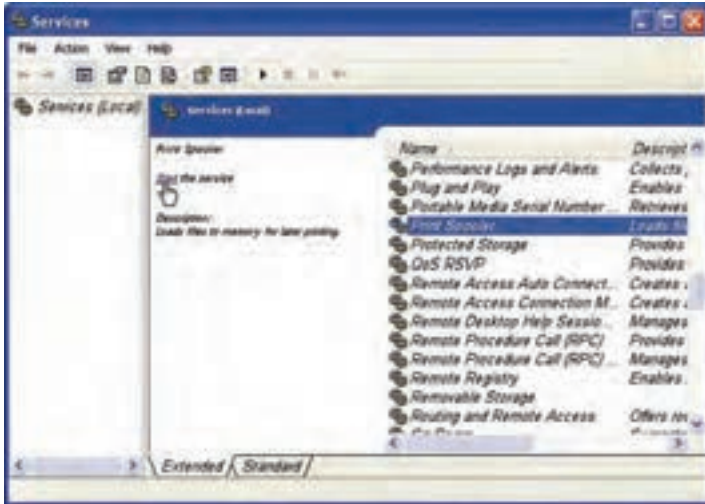 Services
File Action View Help
Services (Local)
Services (Local)
Print Spooler
Start the service
Description:
Loads files to memory for later printing.
Name Descript
Performance Logs and Alerts Collects
Plug and Play Enables
Portable Media Serial Number ... Retrieves
Print Spooler Loads file
Protected Storage Provides
QoS RSVP Provides
Remote Access Auto Connect... Creates a
Remote Access Connection M... Creates a
Remote Desktop Help Sessio... Manages
Remote Procedure Call (RPC) Provides
Remote Procedure Call (RPC) ... Manages
Remote Registry Enables
Removable Storage
Routing and Remote Access Offers rou
Extended Standard